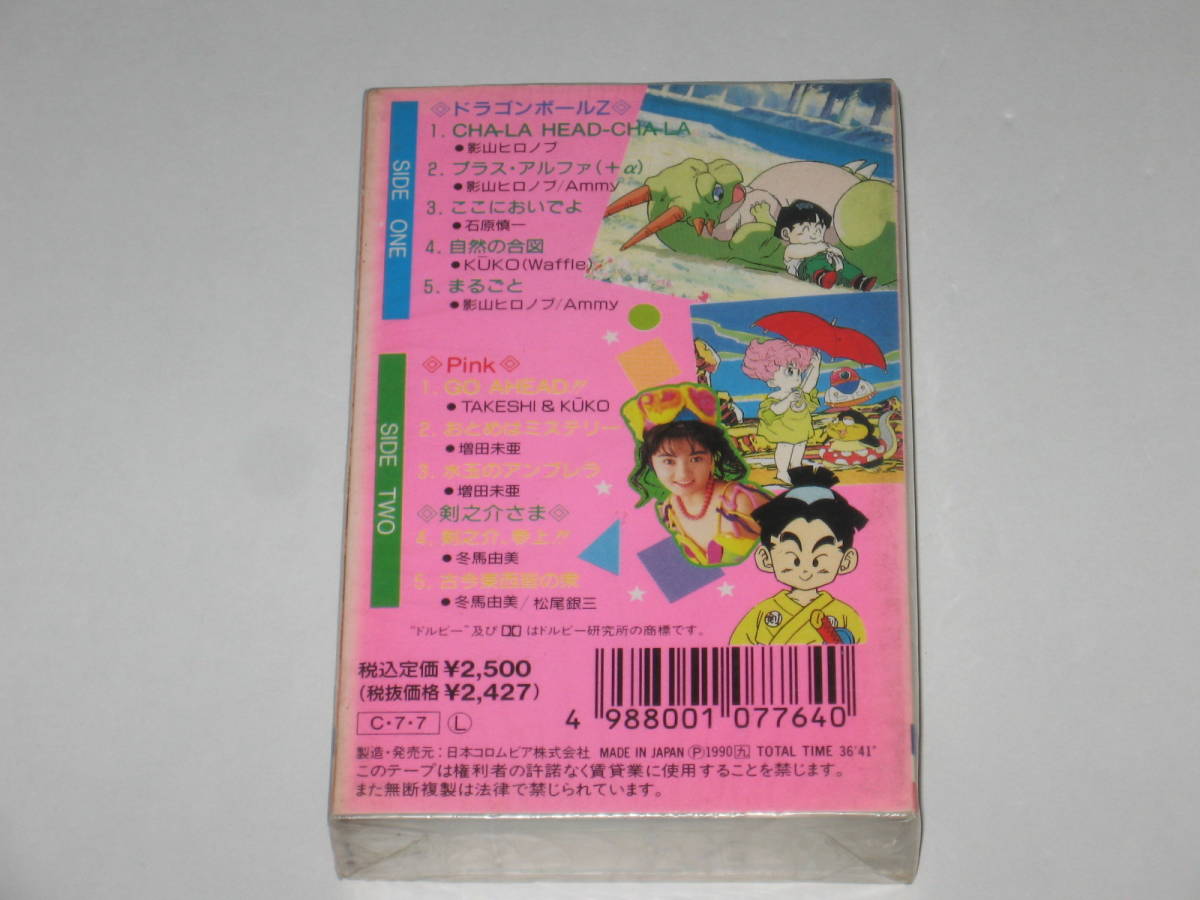 SIDE ONE
◇ドラゴンボールZ◇
1. CHA-LA HEAD-CHA-LA
●影山ヒロノブ
2. プラス・アルファ(+α)
●影山ヒロノブ/Ammy
3. ここにおいでよ
●石原慎一
4. 自然の合図
●KŪKO(Waffle)
5. まるごと
●影山ヒロノブ/Ammy
SIDE TWO
◇Pink◇
1. GO AHEAD!!
●TAKESHI & KŪKO
2. おとめはミステリー
●増田未亜
3. 水玉のアンブレラ
●増田未亜
◇剣之介さま◇
4. 剣之介、参上!!
●冬馬由美
5. 古今東西雲の果
●冬馬由美/松尾銀三
"ドルビー"及び はドルビー研究所の商標です。
税込定価 ¥2,500
(税抜価格 ¥2,427)
C・7・7 Ⓛ
4 988001 077640
製造・発売元:日本コロムビア株式会社 MADE IN JAPAN Ⓟ1990 九 TOTAL TIME 36'41"
このテープは権利者の許諾なく賃貸業に使用することを禁じます。
また無断複製は法律で禁じられています。